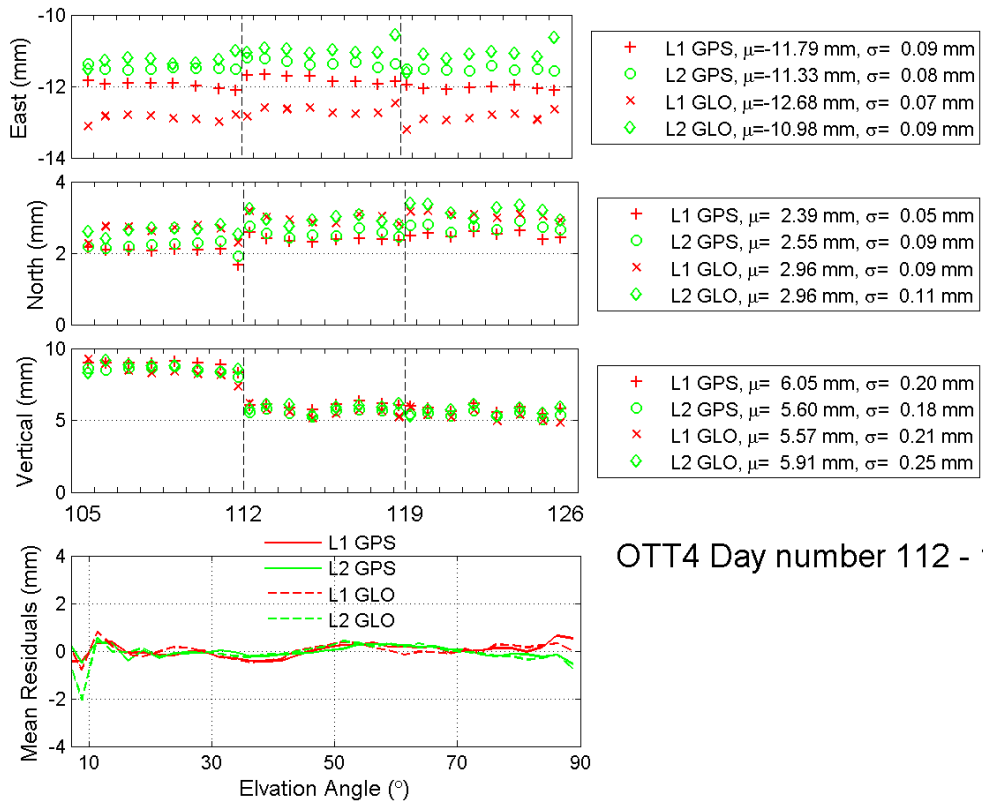 -10
-11
-12
-13
-14
East (mm)
+ L1 GPS, μ=-11.79 mm, σ= 0.09 mm
○ L2 GPS, μ=-11.33 mm, σ= 0.08 mm
× L1 GLO, μ=-12.68 mm, σ= 0.07 mm
◇ L2 GLO, μ=-10.98 mm, σ= 0.09 mm
4
2
0
North (mm)
+ L1 GPS, μ= 2.39 mm, σ= 0.05 mm
○ L2 GPS, μ= 2.55 mm, σ= 0.09 mm
× L1 GLO, μ= 2.96 mm, σ= 0.09 mm
◇ L2 GLO, μ= 2.96 mm, σ= 0.11 mm
10
5
0
Vertical (mm)
+ L1 GPS, μ= 6.05 mm, σ= 0.20 mm
○ L2 GPS, μ= 5.60 mm, σ= 0.18 mm
× L1 GLO, μ= 5.57 mm, σ= 0.21 mm
◇ L2 GLO, μ= 5.91 mm, σ= 0.25 mm
105 112 119 126
OTT4 Day number 112 -
L1 GPS
L2 GPS
L1 GLO
L2 GLO
4
2
0
-2
-4
Mean Residuals (mm)
10 30 50 70 90
Elvation Angle (°)